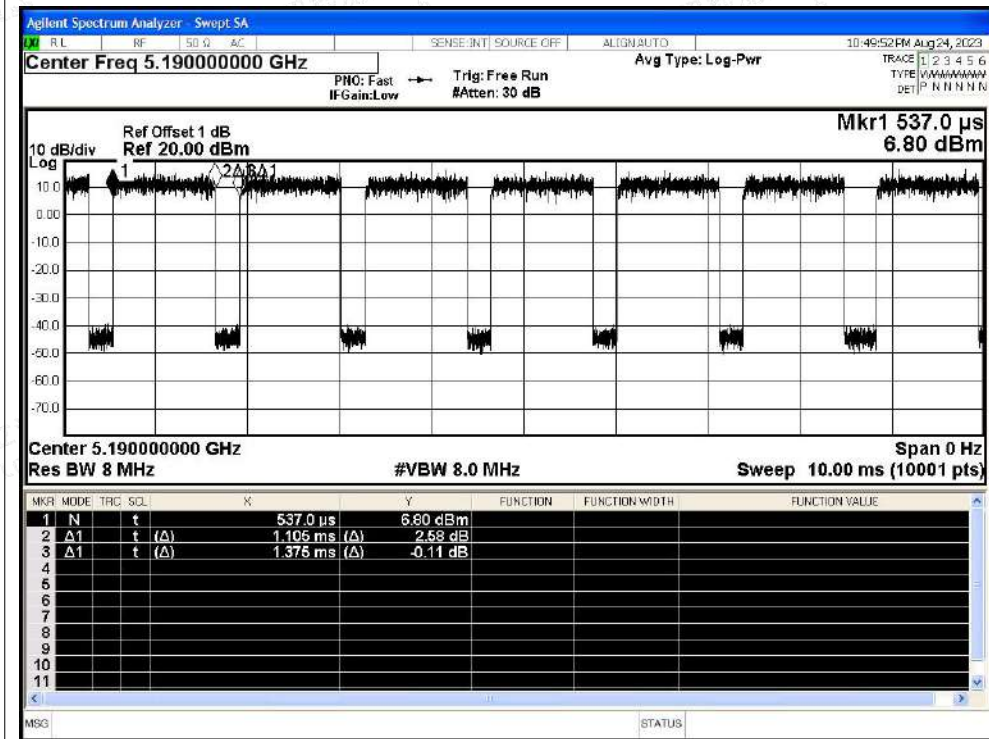 Agilent Spectrum Analyzer - Swept SA
LXI RL RF 50 Ω AC SENSE:INT SOURCE OFF ALIGN AUTO 10:49:52 PM Aug 24, 2023
Center Freq 5.190000000 GHz PNO: Fast Trig: Free Run Avg Type: Log-Pwr TRACE 1 2 3 4 5 6
IFGain:Low #Atten: 30 dB TYPE WWWWWW
DET P N N N N N
Ref Offset 1 dB Mkr1 537.0 µs
10 dB/div Ref 20.00 dBm 6.80 dBm
Log
1 2Δ1 3Δ1
10.0
0.00
-10.0
-20.0
-30.0
-40.0
-50.0
-60.0
-70.0
Center 5.190000000 GHz Span 0 Hz
Res BW 8 MHz #VBW 8.0 MHz Sweep 10.00 ms (10001 pts)
MKR MODE TRC SCL X Y FUNCTION FUNCTION WIDTH FUNCTION VALUE
1 N t 537.0 µs 6.80 dBm
2 Δ1 t (Δ) 1.105 ms (Δ) 2.58 dB
3 Δ1 t (Δ) 1.375 ms (Δ) -0.11 dB
4
5
6
7
8
9
10
11
MSG STATUS